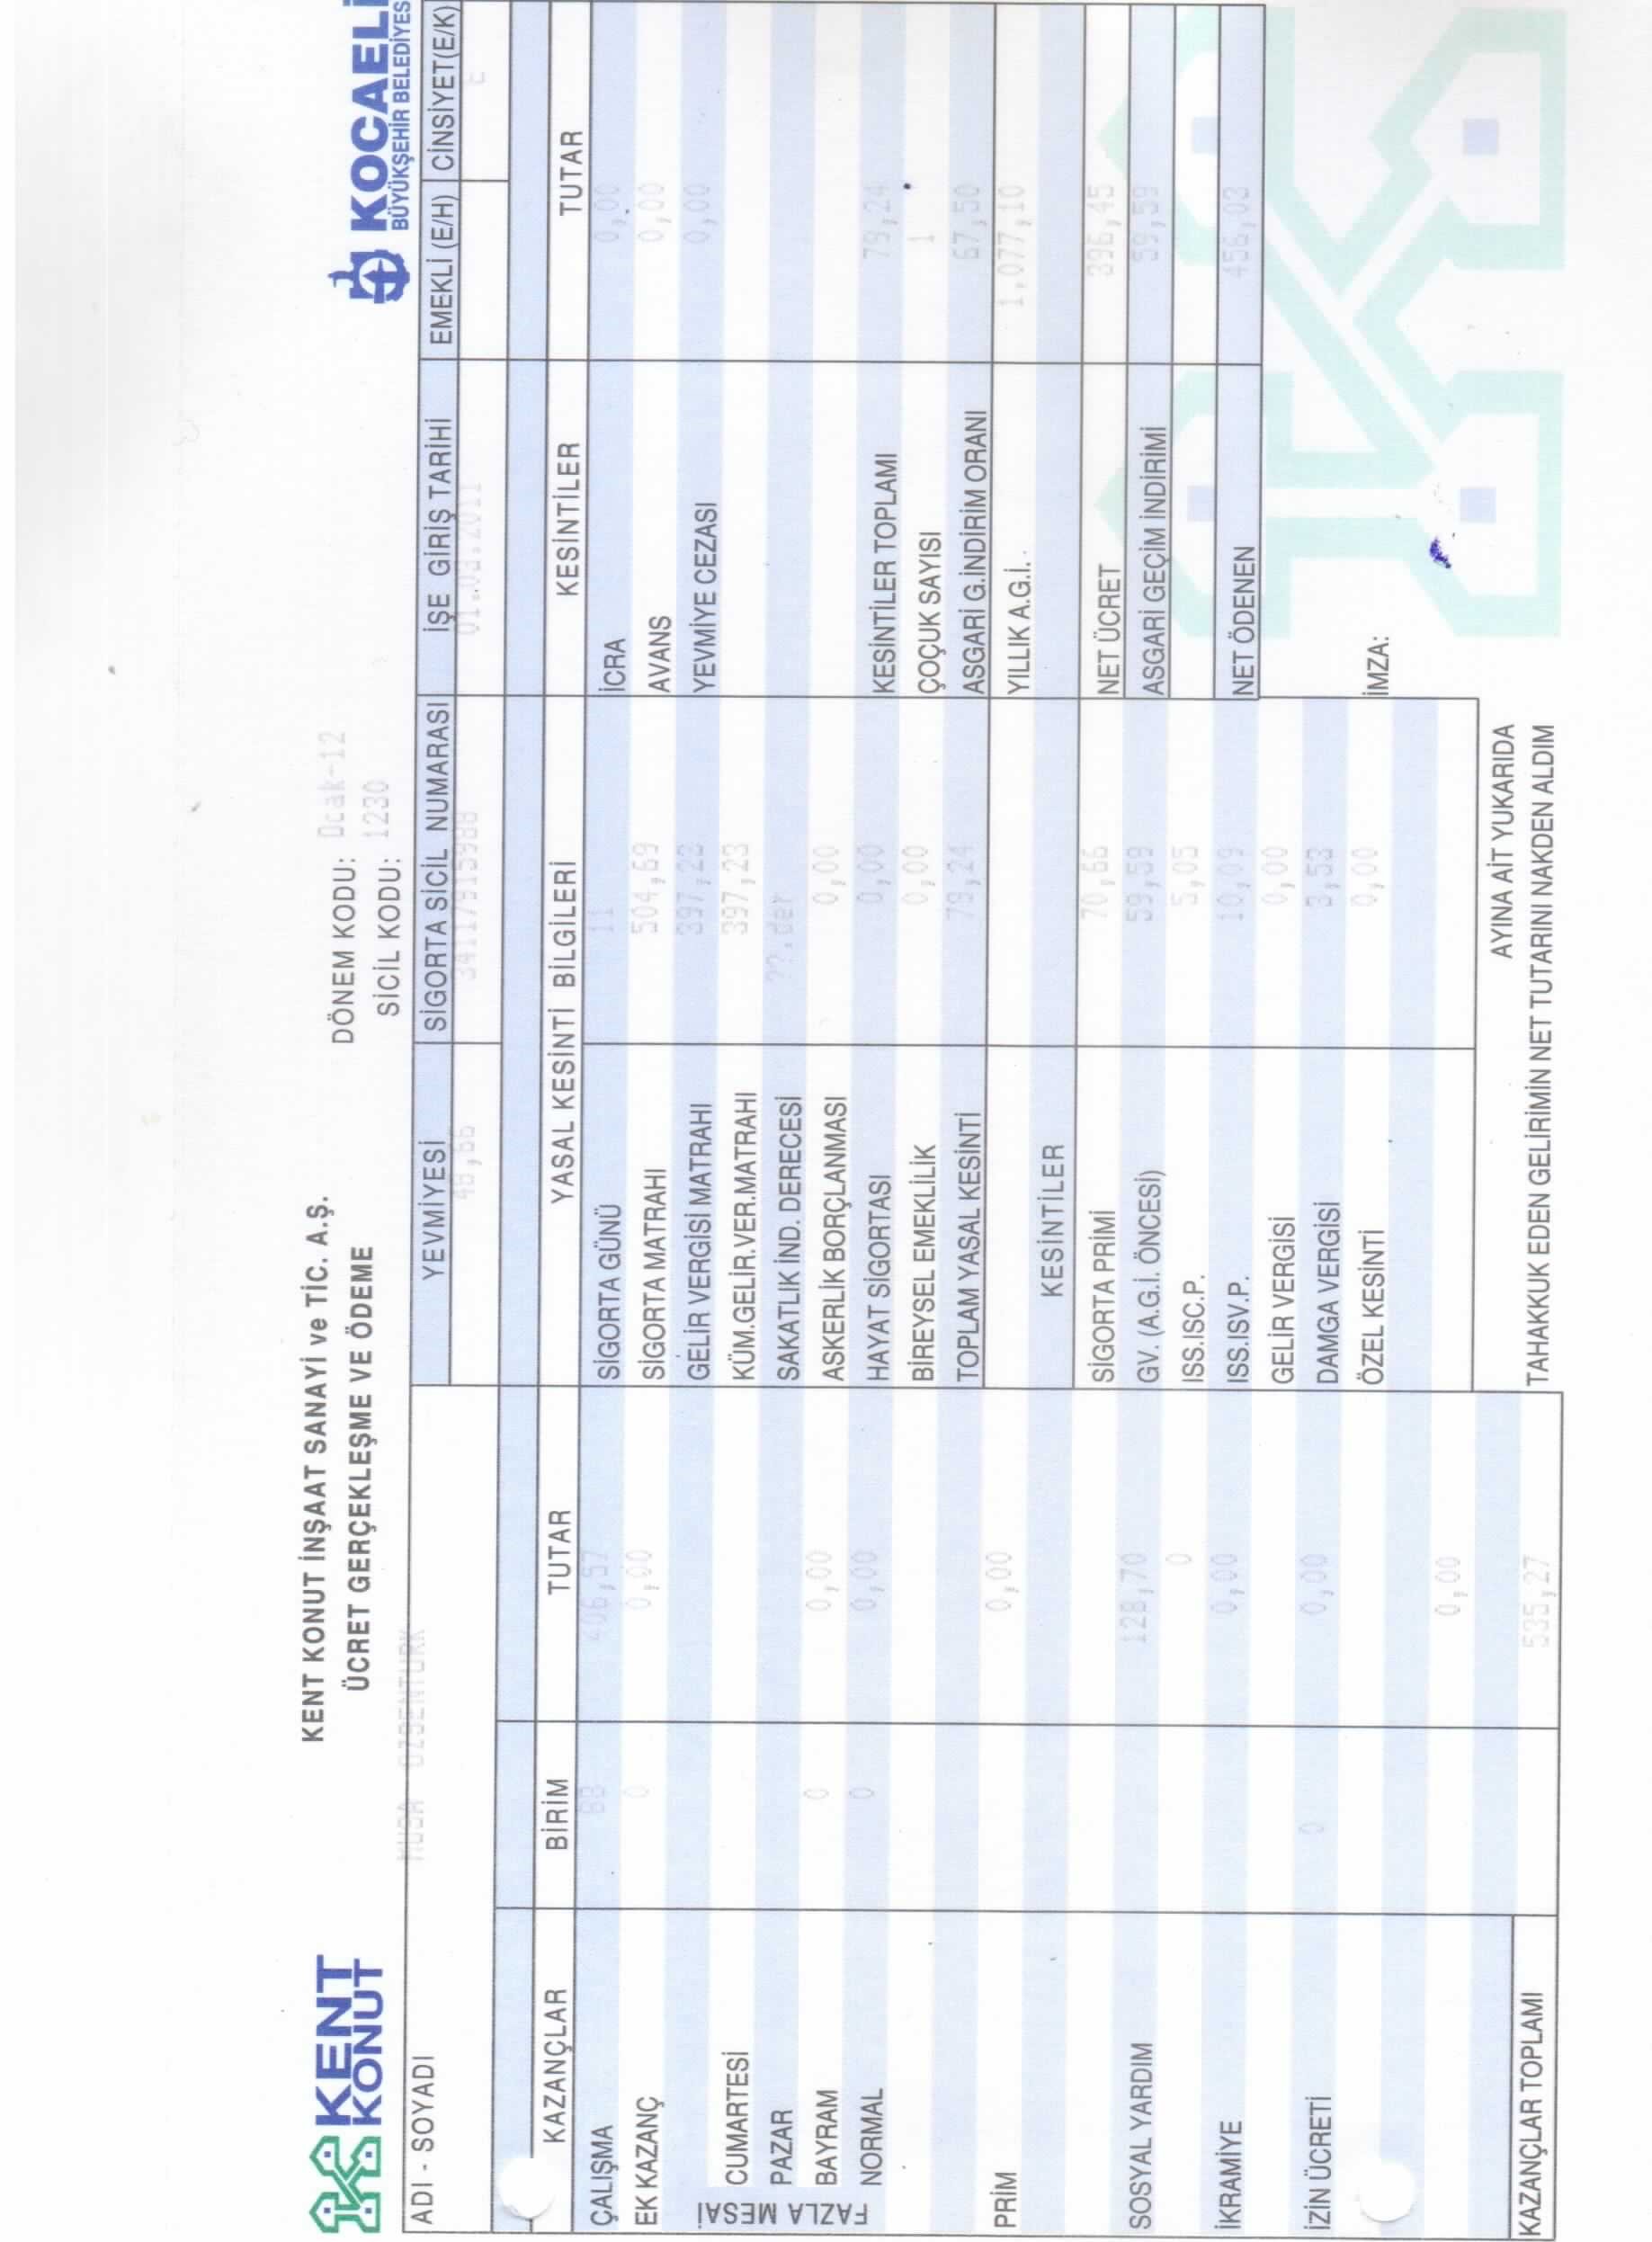 KENT KONUT
KENT KONUT İNŞAAT SANAYİ ve TİC. A.Ş.
ÜCRET GERÇEKLEŞME VE ÖDEME
DÖNEM KODU: Ocak-12
SİCİL KODU: 1230
KOCAELİ
BÜYÜKŞEHİR BELEDİYES
ADI - SOYADI MUSA OZSENTURK
YEVMİYESİ SİGORTA SİCİL NUMARASI İŞE GİRİŞ TARİHİ EMEKLİ (E/H) CİNSİYET(E/K)
34117915988 01.03.2011 E
KAZANÇLAR BİRİM TUTAR YASAL KESİNTİ BİLGİLERİ KESİNTİLER TUTAR
ÇALIŞMA 88 406,57 SİGORTA GÜNÜ 11 İCRA 0,00
EK KAZANÇ 0 0,00 SİGORTA MATRAHI 504,69 AVANS 0,00
GELİR VERGİSİ MATRAHI 397,23 YEVMİYE CEZASI 0,00
FAZLA MESAİ
CUMARTESİ KÜM.GELİR.VER.MATRAHI 397,23
PAZAR SAKATLIK İND. DERECESİ ??.der
BAYRAM 0 0,00 ASKERLİK BORÇLANMASI 0,00
NORMAL 0 0,00 HAYAT SİGORTASI 0,00 KESİNTİLER TOPLAMI 79,24
BİREYSEL EMEKLİLİK 0,00 ÇOÇUK SAYISI 1
TOPLAM YASAL KESİNTİ 79,24 ASGARİ G.İNDİRİM ORANI 67,50
PRİM 0,00 YILLIK A.G.İ. 1.077,10
KESİNTİLER
SİGORTA PRİMİ 70,66 NET ÜCRET 396,45
SOSYAL YARDIM 128,70 GV. (A.G.İ. ÖNCESİ) 59,59 ASGARİ GEÇİM İNDİRİMİ 59,59
0 ISS.ISC.P. 5,05
İKRAMİYE 0,00 ISS.ISV.P. 10,09 NET ÖDENEN 456,03
GELİR VERGİSİ 0,00
İZİN ÜCRETİ 0 0,00 DAMGA VERGİSİ 3,53
ÖZEL KESİNTİ 0,00 İMZA:
0,00
AYINA AİT YUKARIDA
KAZANÇLAR TOPLAMI 535,27 TAHAKKUK EDEN GELİRİMİN NET TUTARINI NAKDEN ALDIM